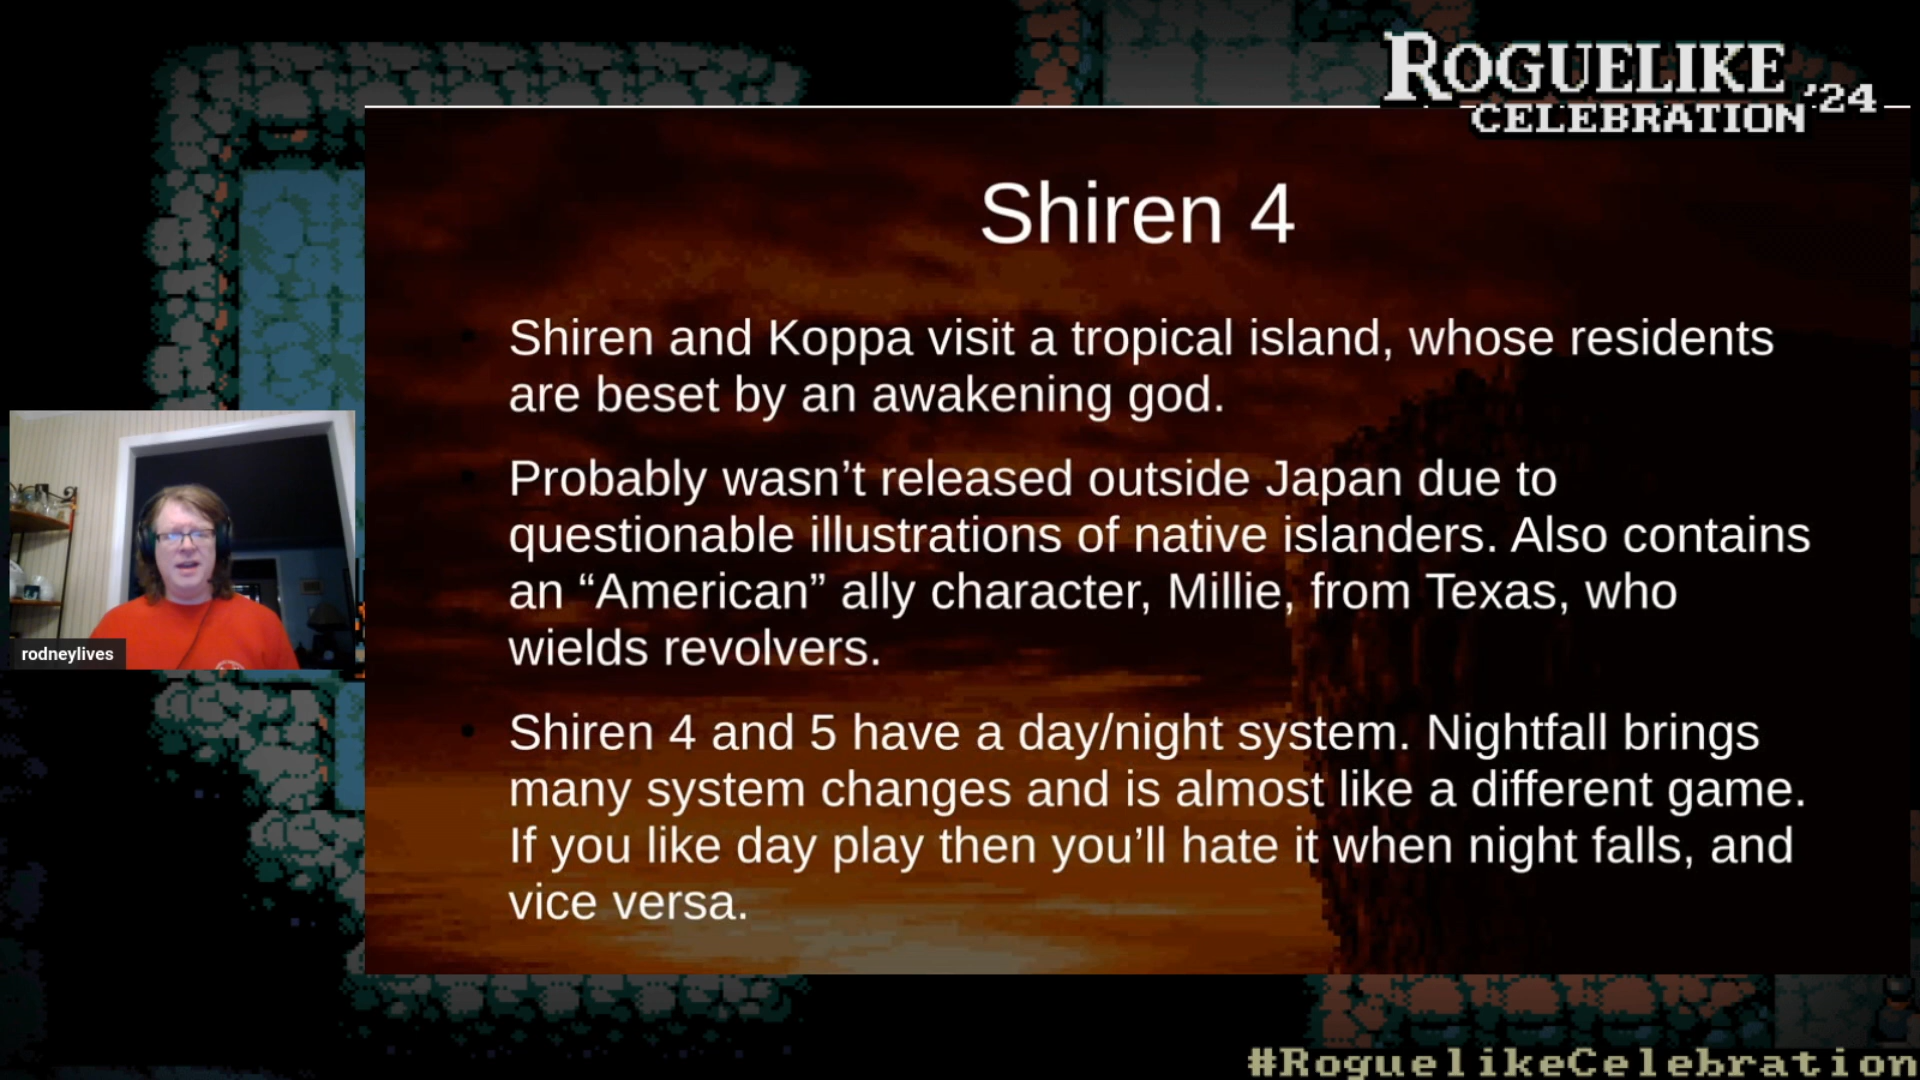 ROGUELIKE
CELEBRATION '24
Shiren 4
Shiren and Koppa visit a tropical island, whose residents
are beset by an awakening god.
Probably wasn’t released outside Japan due to
questionable illustrations of native islanders. Also contains
an “American” ally character, Millie, from Texas, who
wields revolvers.
Shiren 4 and 5 have a day/night system. Nightfall brings
many system changes and is almost like a different game.
If you like day play then you’ll hate it when night falls, and
vice versa.
rodneylives
#RoguelikeCelebration